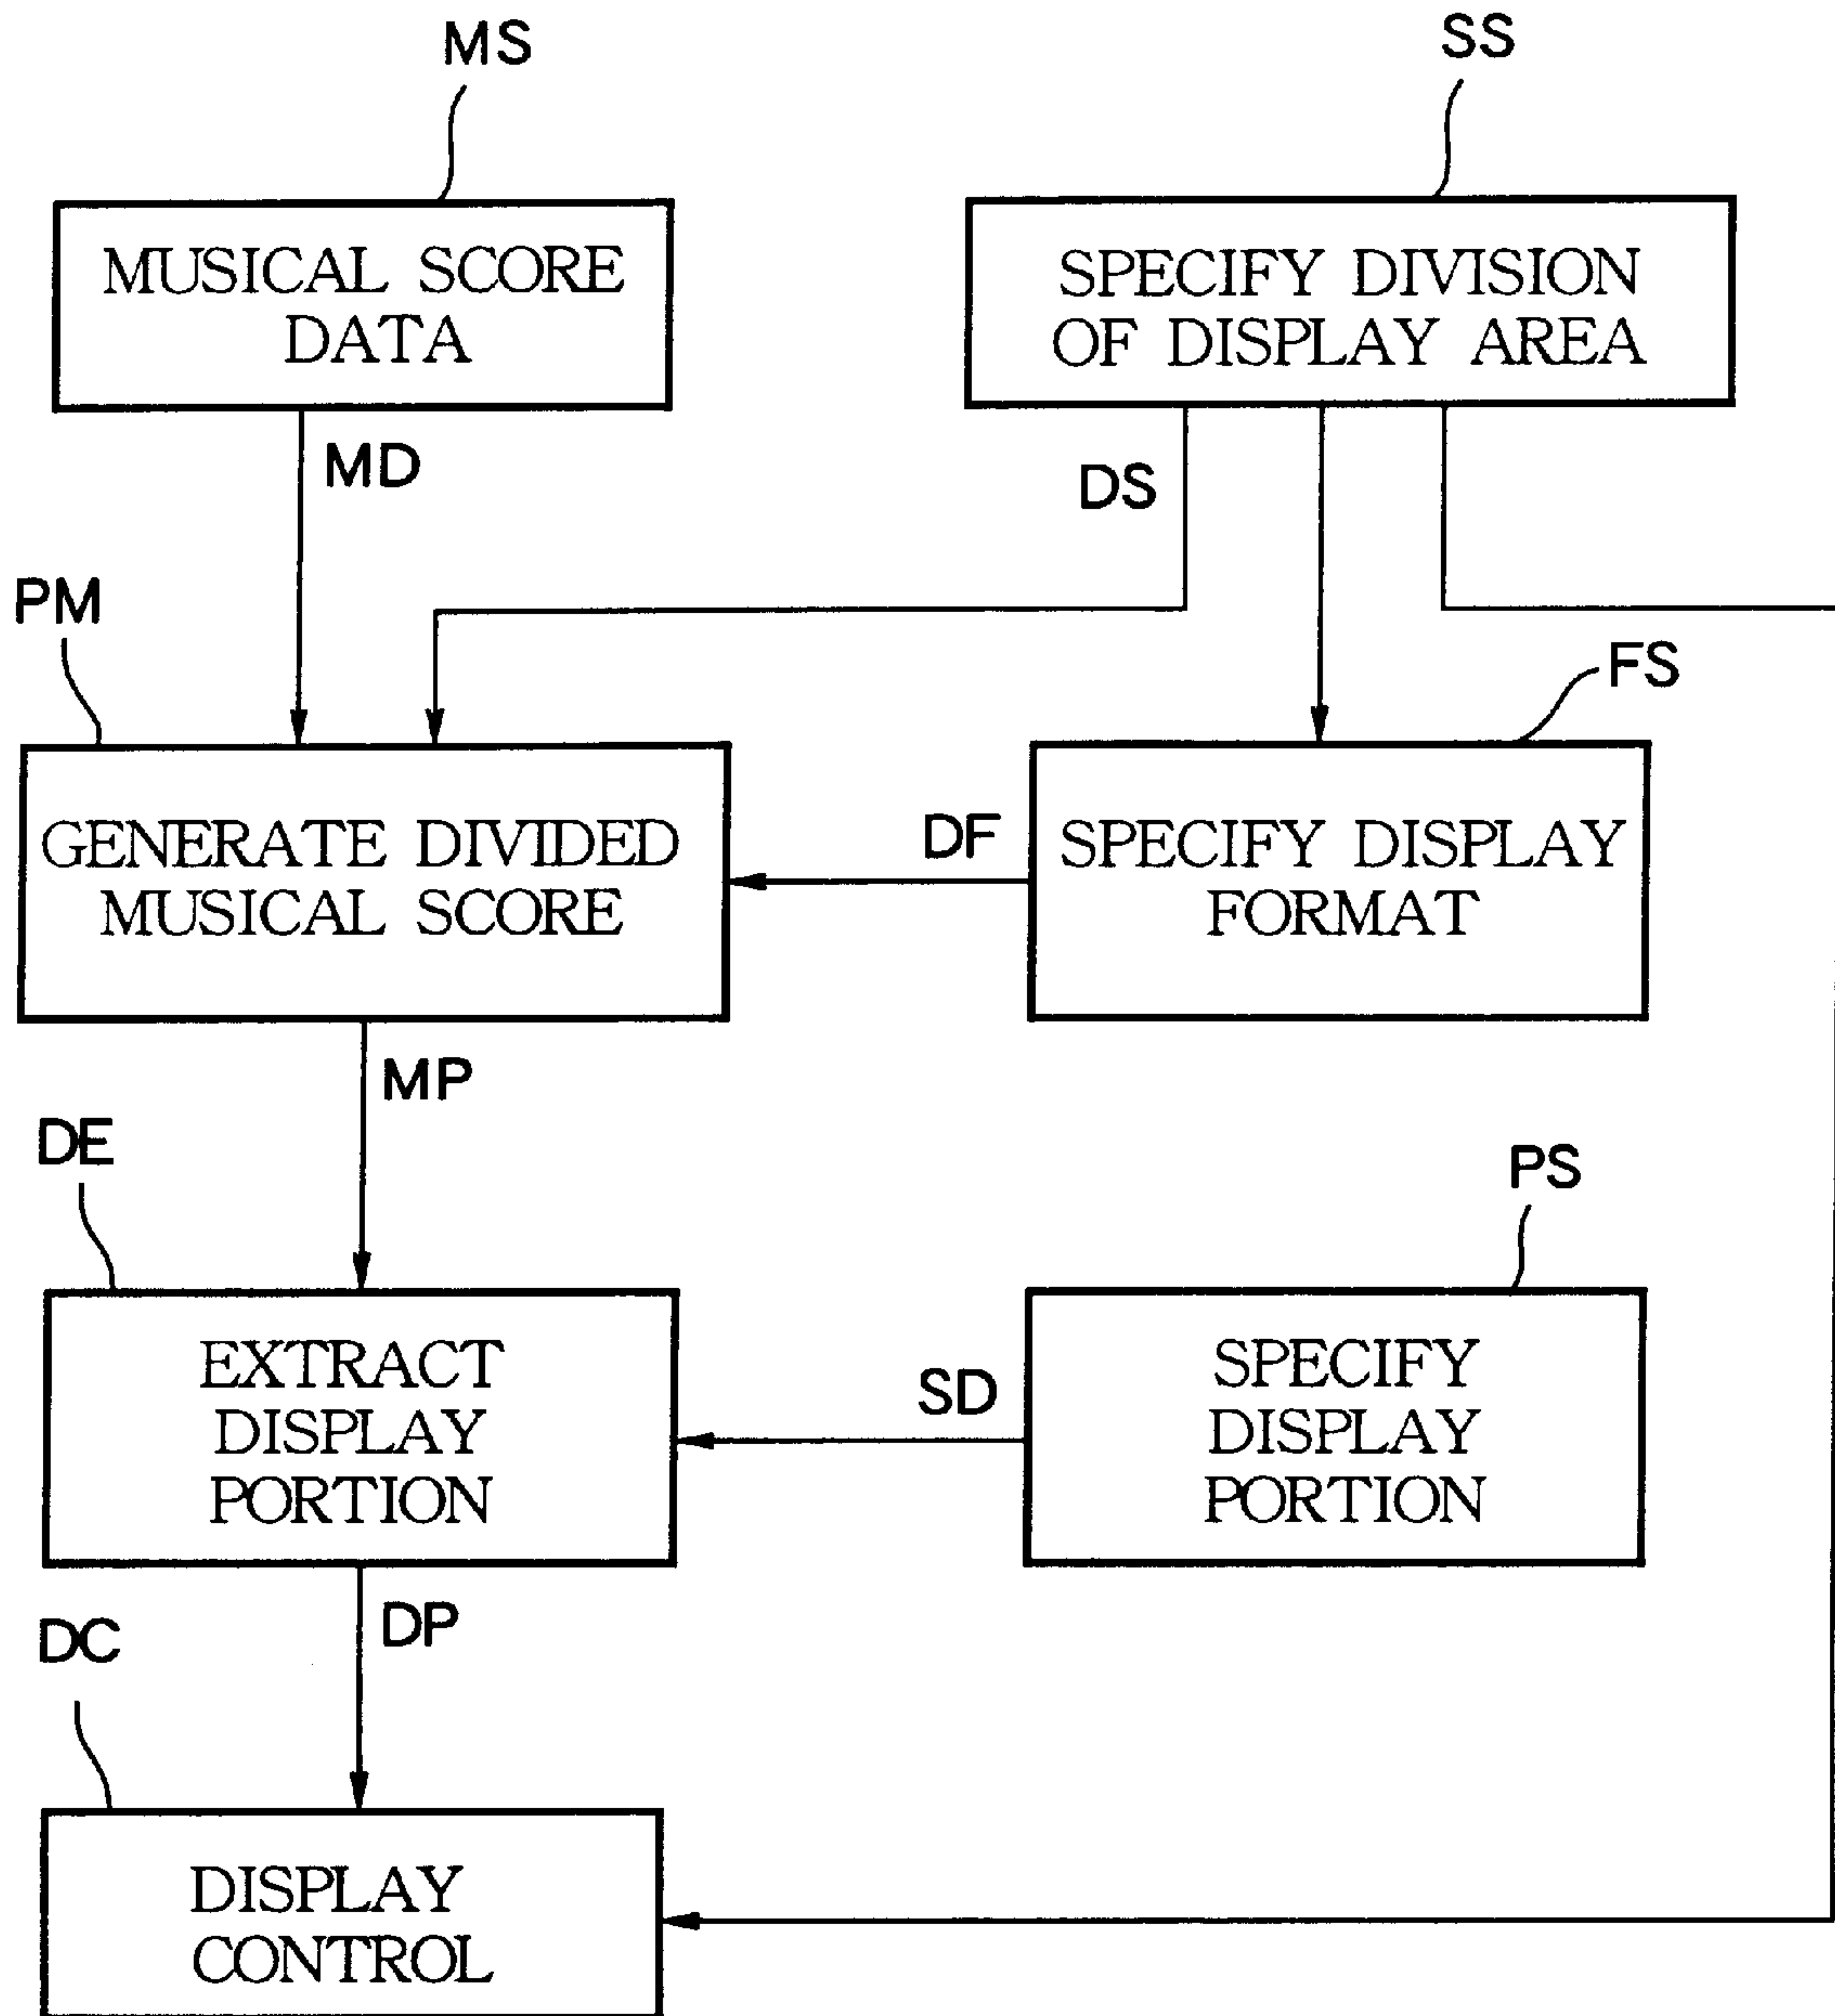 MS
SS
MUSICAL SCORE
DATA
SPECIFY DIVISION
OF DISPLAY AREA
MD
DS
PM
FS
GENERATE DIVIDED
MUSICAL SCORE
DF
SPECIFY DISPLAY
FORMAT
MP
DE
PS
EXTRACT
DISPLAY
PORTION
SD
SPECIFY
DISPLAY
PORTION
DP
DC
DISPLAY
CONTROL